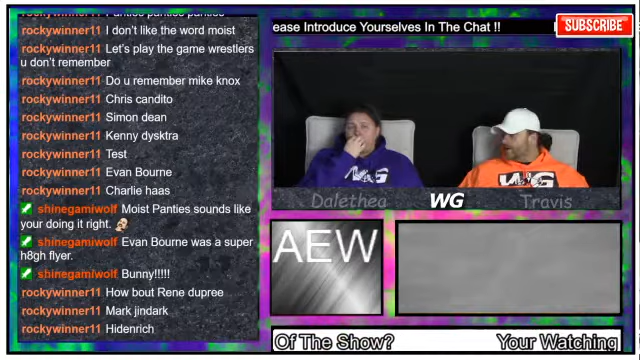 rockywinner11 Panties panties panties
rockywinner11 I don't like the word moist
rockywinner11 Let's play the game wrestlers
u don't remember
rockywinner11 Do u remember mike knox
rockywinner11 Chris candito
rockywinner11 Simon dean
rockywinner11 Kenny dysktra
rockywinner11 Test
rockywinner11 Evan Bourne
rockywinner11 Charlie haas
shinegamiwolf Moist Panties sounds like
your doing it right.
shinegamiwolf Evan Bourne was a super
h8gh flyer.
shinegamiwolf Bunny!!!!!
rockywinner11 How bout Rene dupree
rockywinner11 Mark jindark
rockywinner11 Hidenrich
ease Introduce Yourselves In The Chat !!
SUBSCRIBE
WG
WG
Dalethea
WG
Travis
AEW
Of The Show?
Your Watching